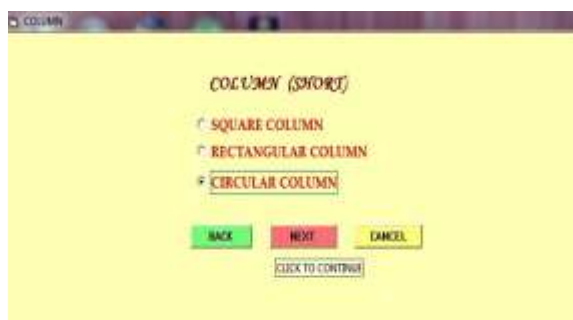 COLUMN
COLUMN (SHORT)
SQUARE COLUMN
RECTANGULAR COLUMN
CIRCULAR COLUMN
BACK NEXT CANCEL
CLICK TO CONTINUE